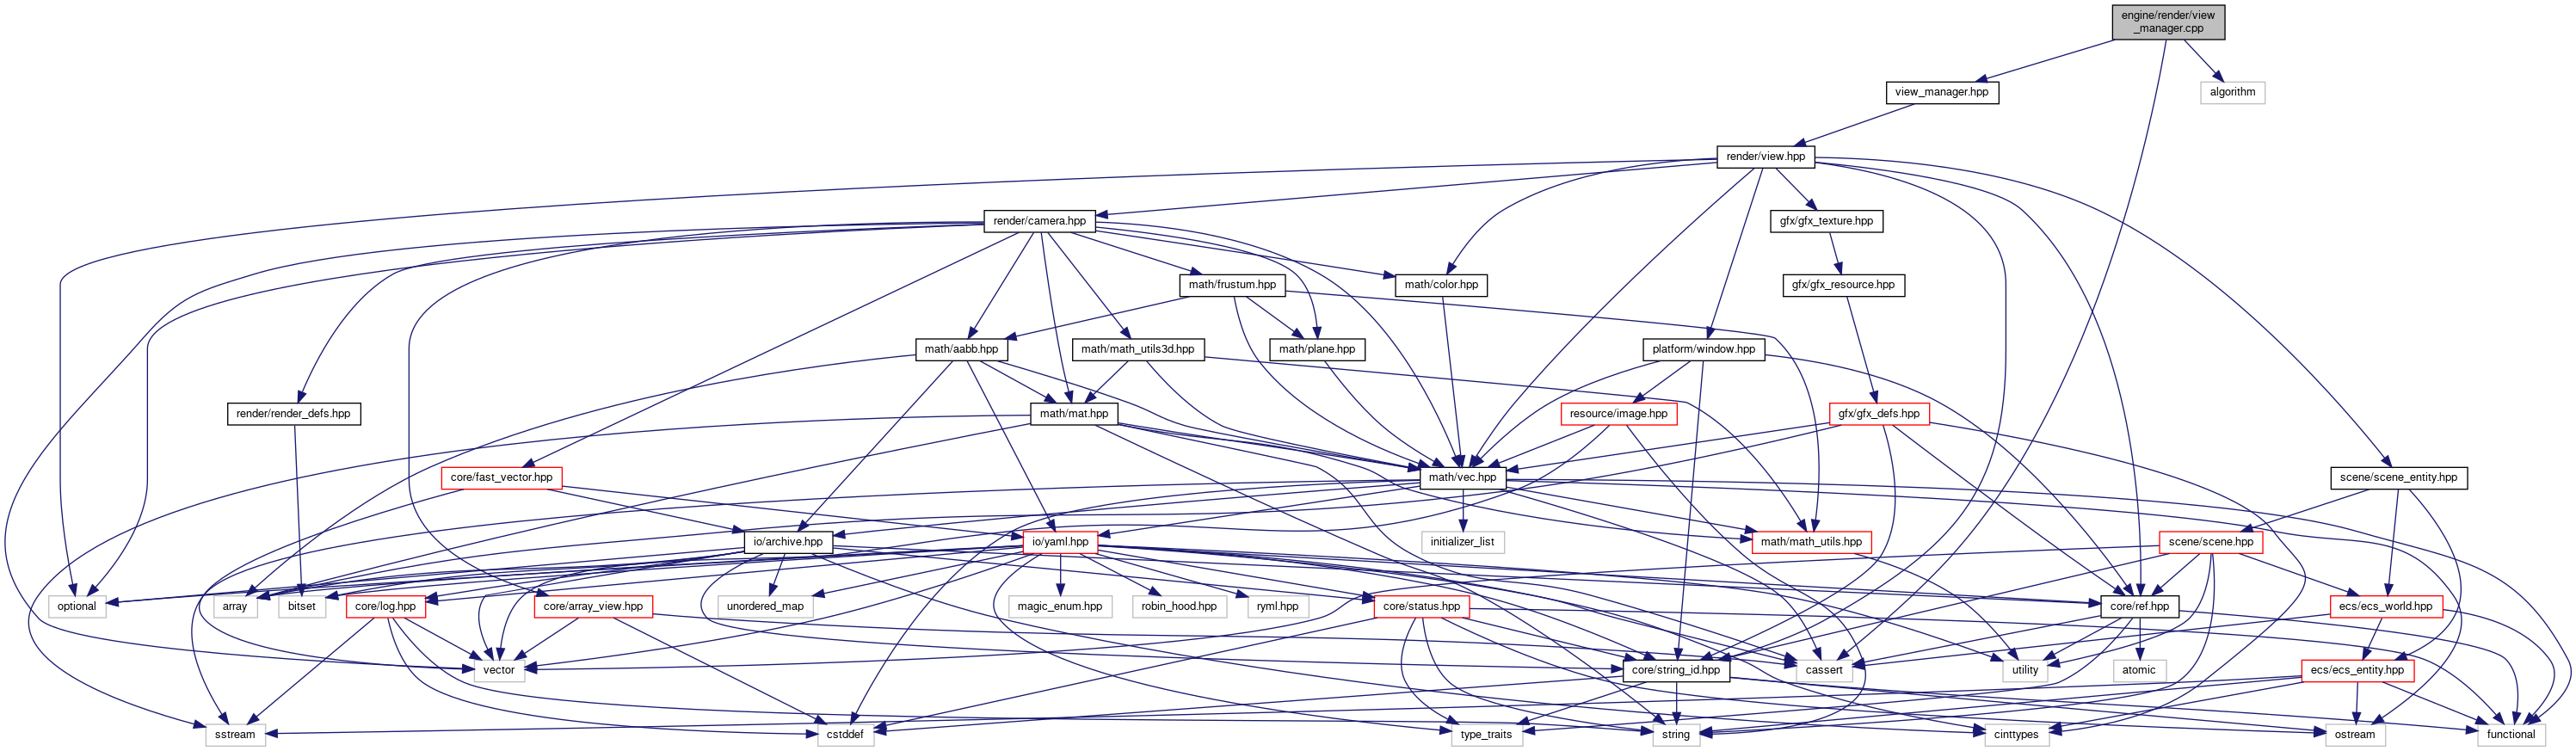 engine/render/view
_manager.cpp
view_manager.hpp
algorithm
render/view.hpp
render/camera.hpp
gfx/gfx_texture.hpp
math/frustum.hpp
math/color.hpp
gfx/gfx_resource.hpp
math/aabb.hpp
math/math_utils3d.hpp
math/plane.hpp
platform/window.hpp
render/render_defs.hpp
math/mat.hpp
resource/image.hpp
gfx/gfx_defs.hpp
core/fast_vector.hpp
math/vec.hpp
scene/scene_entity.hpp
io/archive.hpp
io/yaml.hpp
initializer_list
math/math_utils.hpp
scene/scene.hpp
optional
array
bitset
core/log.hpp
core/array_view.hpp
unordered_map
magic_enum.hpp
robin_hood.hpp
ryml.hpp
core/status.hpp
core/ref.hpp
ecs/ecs_world.hpp
vector
core/string_id.hpp
cassert
utility
atomic
ecs/ecs_entity.hpp
sstream
cstddef
type_traits
string
cinttypes
ostream
functional